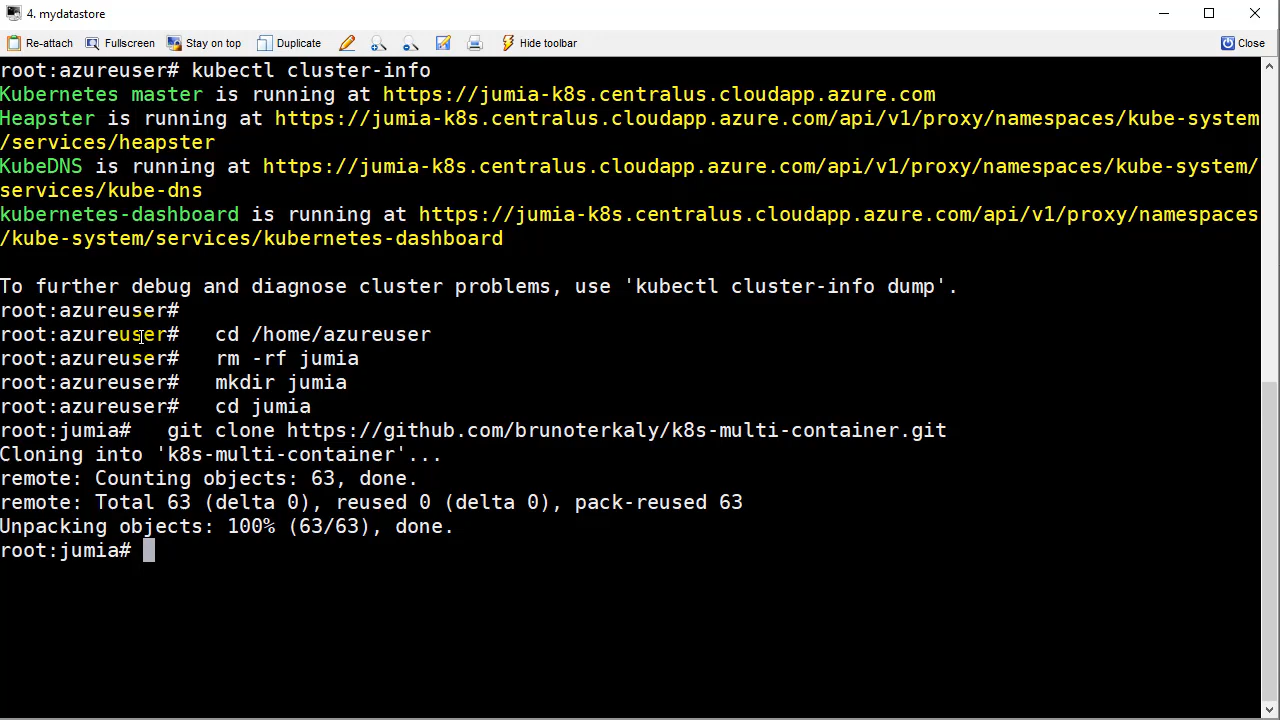 4. mydatastore
Re-attach Fullscreen Stay on top Duplicate Hide toolbar Close
root:azureuser# kubectl cluster-info
Kubernetes master is running at https://jumia-k8s.centralus.cloudapp.azure.com
Heapster is running at https://jumia-k8s.centralus.cloudapp.azure.com/api/v1/proxy/namespaces/kube-system
/services/heapster
KubeDNS is running at https://jumia-k8s.centralus.cloudapp.azure.com/api/v1/proxy/namespaces/kube-system/
services/kube-dns
kubernetes-dashboard is running at https://jumia-k8s.centralus.cloudapp.azure.com/api/v1/proxy/namespaces
/kube-system/services/kubernetes-dashboard
To further debug and diagnose cluster problems, use 'kubectl cluster-info dump'.
root:azureuser#
root:azureuser#   cd /home/azureuser
root:azureuser#   rm -rf jumia
root:azureuser#   mkdir jumia
root:azureuser#   cd jumia
root:jumia#   git clone https://github.com/brunoterkaly/k8s-multi-container.git
Cloning into 'k8s-multi-container'...
remote: Counting objects: 63, done.
remote: Total 63 (delta 0), reused 0 (delta 0), pack-reused 63
Unpacking objects: 100% (63/63), done.
root:jumia#